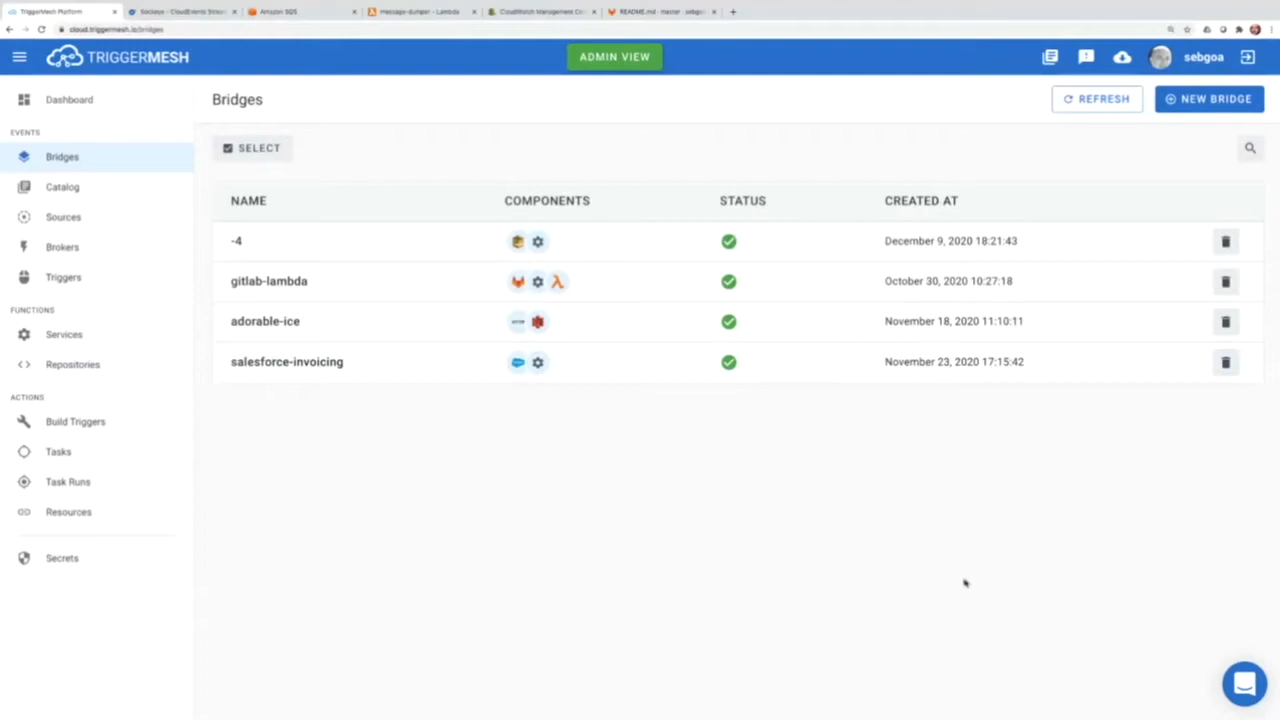 TriggerMesh Platform
Sockeye - CloudEvents Stream
Amazon SQS
message-dumper - Lambda
CloudWatch Management Co
README.md · master · sebgo
cloud.triggermesh.io/bridges
TRIGGERMESH
ADMIN VIEW
sebgoa
Dashboard
EVENTS
Bridges
Catalog
Sources
Brokers
Triggers
FUNCTIONS
Services
Repositories
ACTIONS
Build Triggers
Tasks
Task Runs
Resources
Secrets
Bridges
REFRESH
NEW BRIDGE
SELECT
NAME COMPONENTS STATUS CREATED AT
-4 December 9, 2020 18:21:43
gitlab-lambda October 30, 2020 10:27:18
adorable-ice November 18, 2020 11:10:11
salesforce-invoicing November 23, 2020 17:15:42